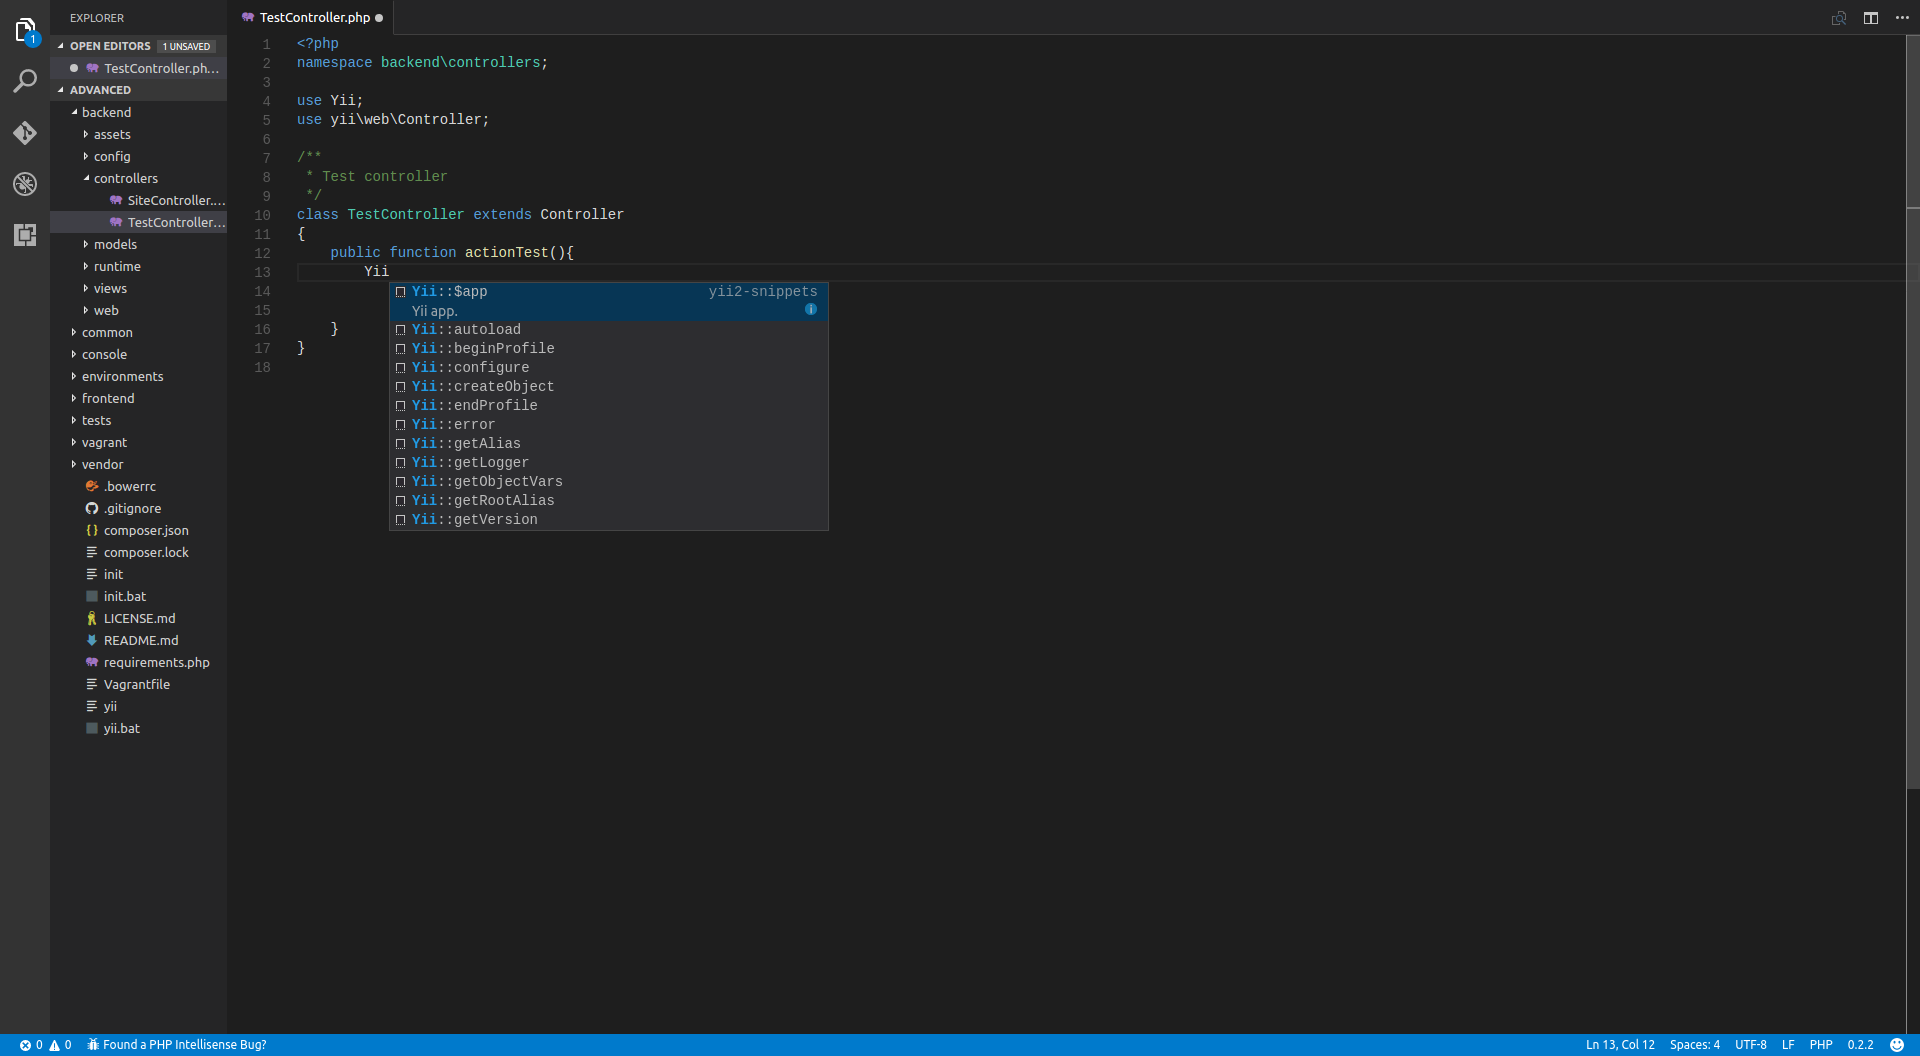 EXPLORER
OPEN EDITORS 1 UNSAVED
TestController.ph...
ADVANCED
backend
assets
config
controllers
SiteController....
TestController...
models
runtime
views
web
common
console
environments
frontend
tests
vagrant
vendor
.bowerrc
.gitignore
composer.json
composer.lock
init
init.bat
LICENSE.md
README.md
requirements.php
Vagrantfile
yii
yii.bat
TestController.php
1 <?php
2 namespace backend\controllers;
3
4 use Yii;
5 use yii\web\Controller;
6
7 /**
8 * Test controller
9 */
10 class TestController extends Controller
11 {
12 public function actionTest(){
13 Yii
14
15
16 }
17 }
18
Yii::$app yii2-snippets
Yii app.
Yii::autoload
Yii::beginProfile
Yii::configure
Yii::createObject
Yii::endProfile
Yii::error
Yii::getAlias
Yii::getLogger
Yii::getObjectVars
Yii::getRootAlias
Yii::getVersion
1
0 0 Found a PHP Intellisense Bug? Ln 13, Col 12 Spaces: 4 UTF-8 LF PHP 0.2.2